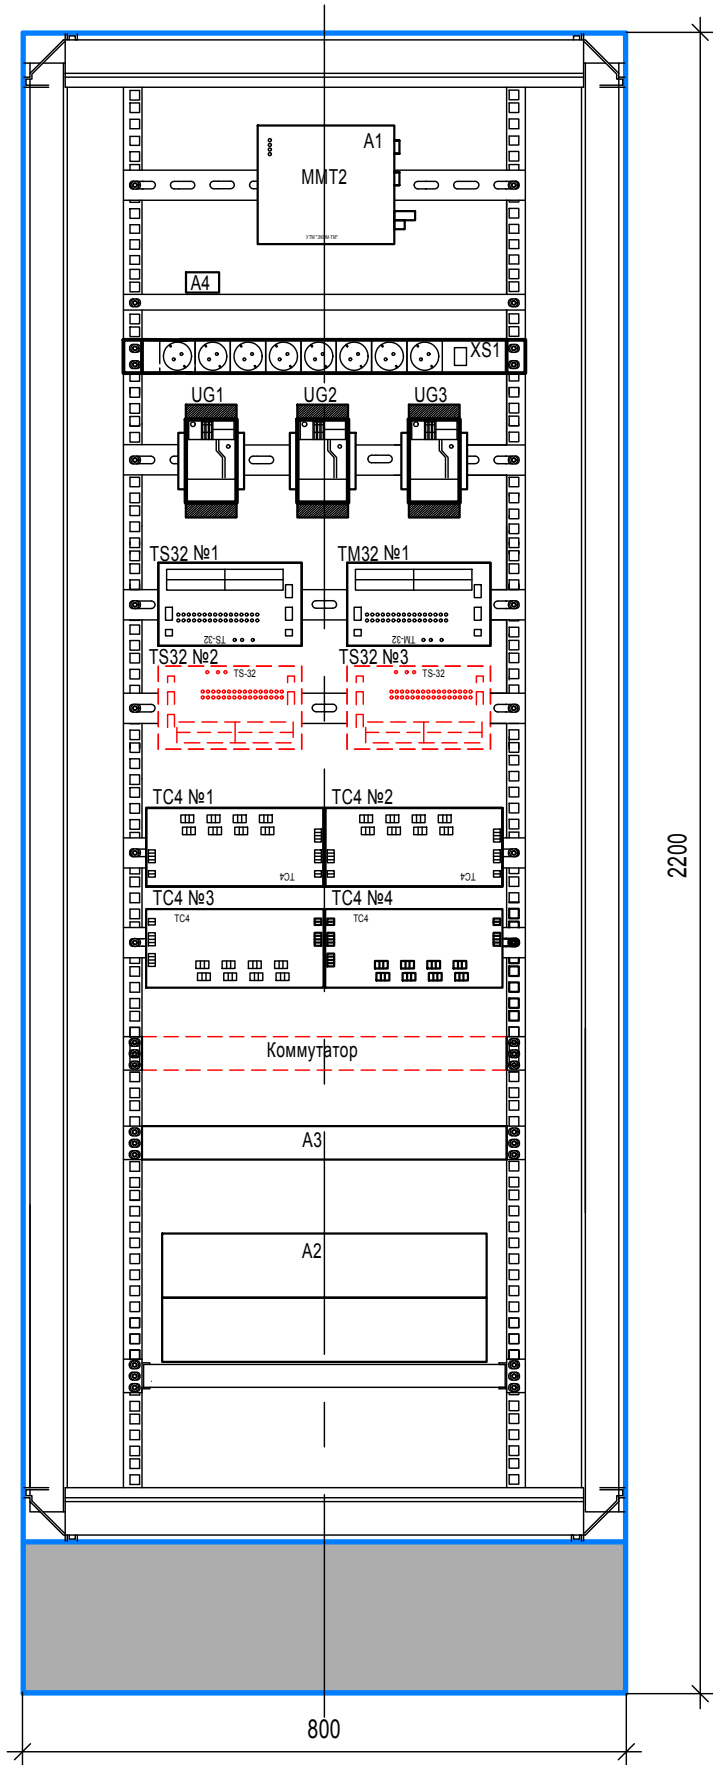 A1
MMT2
A4
XS1
UG1 UG2 UG3
TS32 №1 TM32 №1
TS-32 TM-32
TS32 №2 TS32 №3
TS-32 TS-32
TC4 №1 TC4 №2
TC4 TC4
TC4 №3 TC4 №4
TC4 TC4
Коммутатор
A3
A2
2200
800